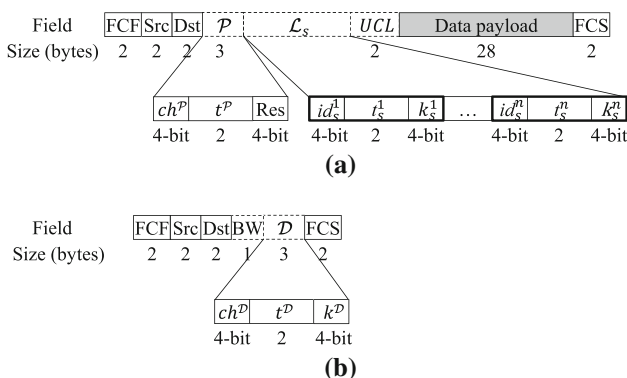 Field FCF Src Dst 𝒫 ℒₛ UCL Data payload FCS
Size (bytes) 2 2 2 3 2 28 2
ch^𝒫 t^𝒫 Res id_s^1 t_s^1 k_s^1 ... id_s^n t_s^n k_s^n
4-bit 2 4-bit 4-bit 2 4-bit 4-bit 2 4-bit
(a)
Field FCF Src Dst BW 𝒟 FCS
Size (bytes) 2 2 2 1 3 2
ch^𝒟 t^𝒟 k^𝒟
4-bit 2 4-bit
(b)